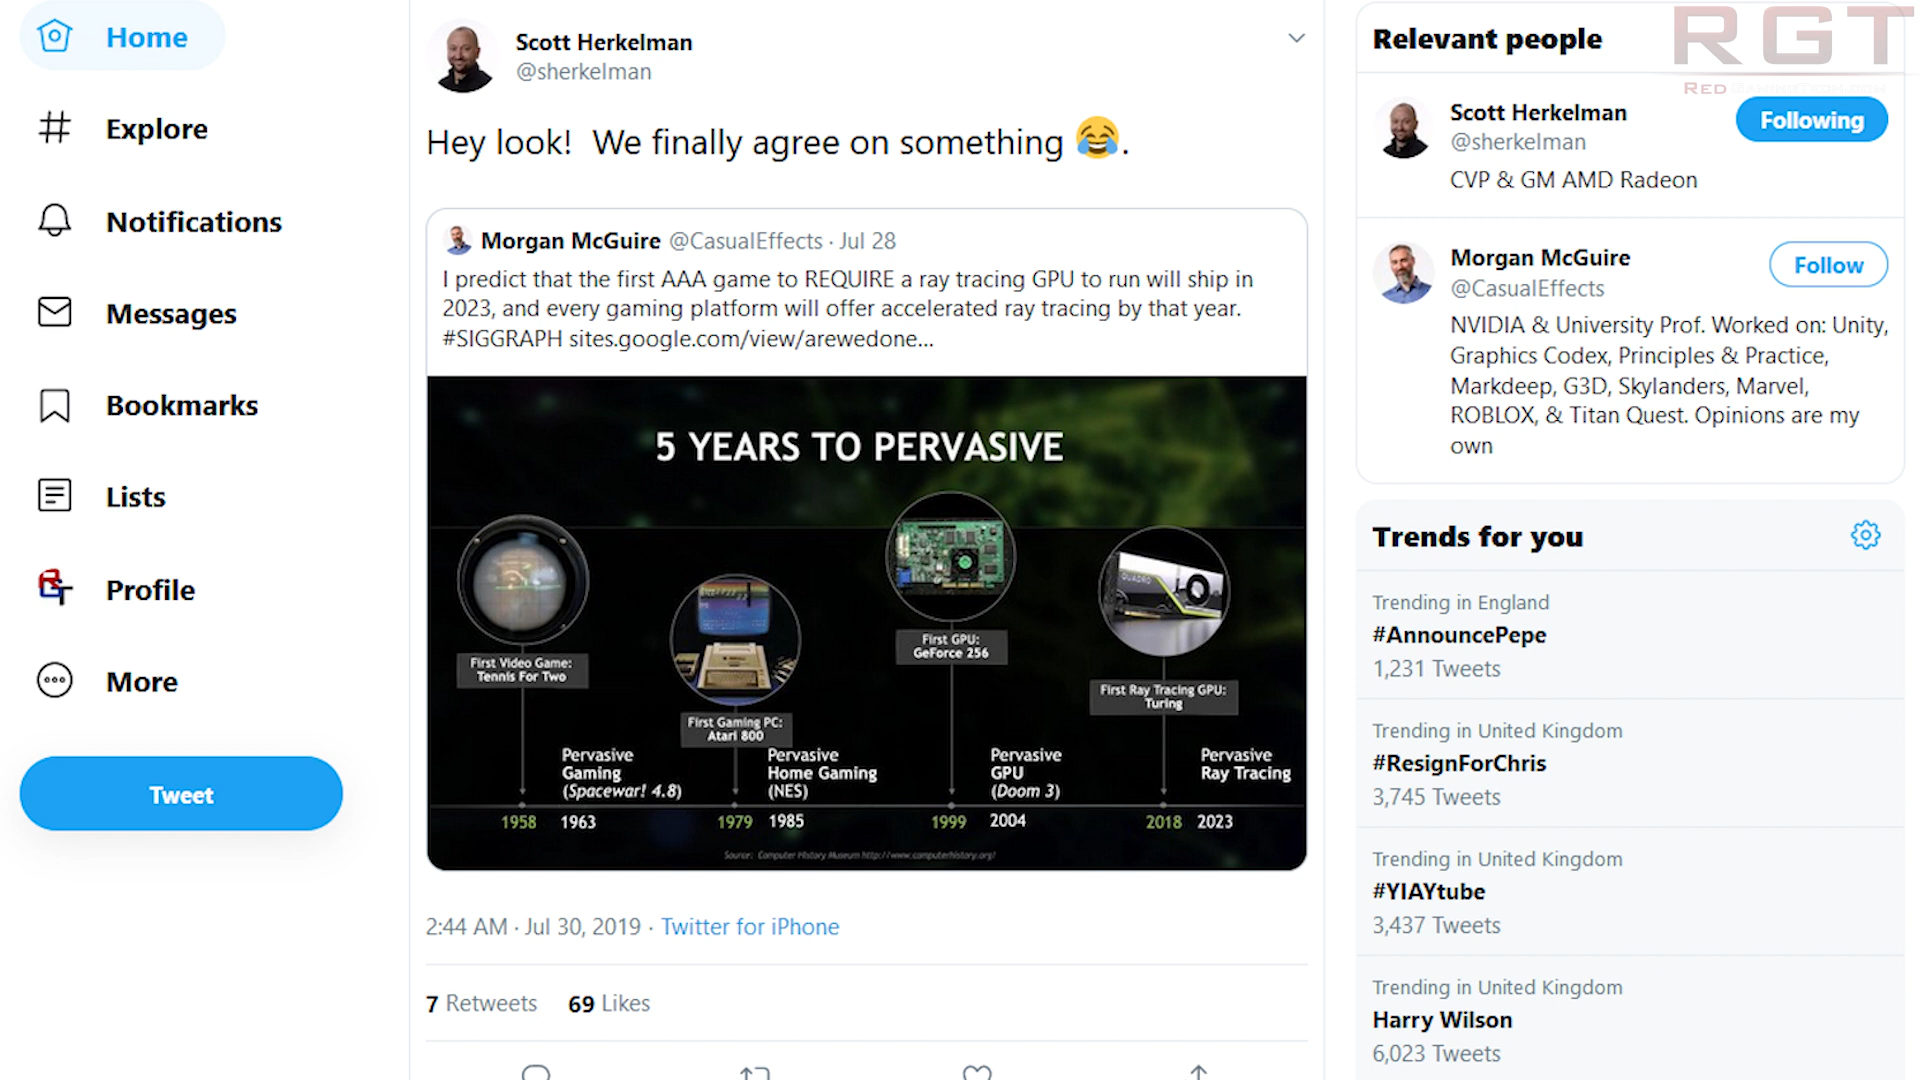 Home
Explore
Notifications
Messages
Bookmarks
Lists
Profile
More
Tweet
Scott Herkelman
@sherkelman
Hey look! We finally agree on something 😂.
Morgan McGuire @CasualEffects · Jul 28
I predict that the first AAA game to REQUIRE a ray tracing GPU to run will ship in
2023, and every gaming platform will offer accelerated ray tracing by that year.
#SIGGRAPH sites.google.com/view/arewedone...
5 YEARS TO PERVASIVE
First Video Game:
Tennis For Two
First Gaming PC:
Atari 800
First GPU:
GeForce 256
QUADRO
First Ray Tracing GPU:
Turing
Pervasive
Gaming
(Spacewar! 4.8)
Pervasive
Home Gaming
(NES)
Pervasive
GPU
(Doom 3)
Pervasive
Ray Tracing
1958 1963 1979 1985 1999 2004 2018 2023
Source: Computer History Museum http://www.computerhistory.org/
2:44 AM · Jul 30, 2019 · Twitter for iPhone
7 Retweets 69 Likes
Relevant people
RGT
Scott Herkelman
@sherkelman
Following
CVP & GM AMD Radeon
Morgan McGuire
@CasualEffects
Follow
NVIDIA & University Prof. Worked on: Unity,
Graphics Codex, Principles & Practice,
Markdeep, G3D, Skylanders, Marvel,
ROBLOX, & Titan Quest. Opinions are my
own
Trends for you
Trending in England
#AnnouncePepe
1,231 Tweets
Trending in United Kingdom
#ResignForChris
3,745 Tweets
Trending in United Kingdom
#YIAYtube
3,437 Tweets
Trending in United Kingdom
Harry Wilson
6,023 Tweets